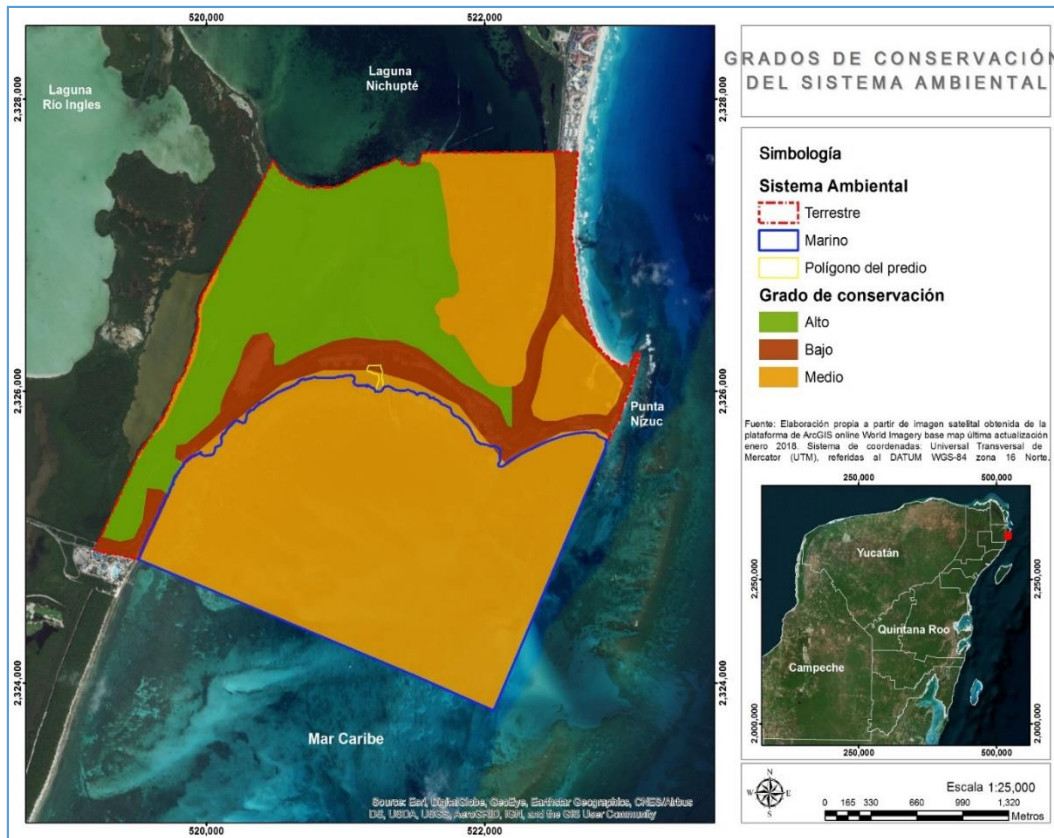 520,000
522,000
2,328,000
2,326,000
2,324,000
Laguna
Río Ingles
Laguna
Nichupté
Punta
Nizuc
Mar Caribe
Source: Esri, DigitalGlobe, GeoEye, Earthstar Geographics, CNES/Airbus
DS, USDA, USGS, AeroGRID, IGN, and the GIS User Community
2,328,000
2,326,000
2,324,000
520,000
522,000
GRADOS DE CONSERVACIÓN
DEL SISTEMA AMBIENTAL
Simbología
Sistema Ambiental
Terrestre
Marino
Polígono del predio
Grado de conservación
Alto
Bajo
Medio
Fuente: Elaboración propia a partir de imagen satelital obtenida de la
plataforma de ArcGIS online World Imagery base map última actualización
enero 2018. Sistema de coordenadas: Universal Transversal de
Mercator (UTM), referidas al DATUM WGS-84 zona 16 Norte.
250,000
500,000
Yucatán
Quintana Roo
Campeche
2,250,000
2,000,000
2,250,000
2,000,000
250,000
500,000
N
W
E
S
Escala 1:25,000
0 165 330 660 990 1,320
Metros